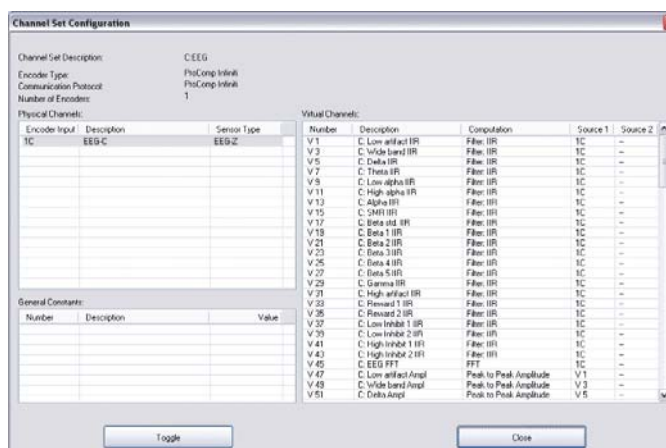 Channel Set Configuration
Channel Set Description: C:EEG
Encoder Type: ProComp Infiniti
Communication Protocol: ProComp Infiniti
Number of Encoders: 1
Physical Channels:
Encoder Input Description Sensor Type
1C EEG-C EEG-Z
General Constants:
Number Description Value
Virtual Channels:
Number Description Computation Source 1 Source 2
V 1 C: Low artifact IIR Filter; IIR 1C -
V 3 C: Wide band IIR Filter; IIR 1C -
V 5 C: Delta IIR Filter; IIR 1C -
V 7 C: Theta IIR Filter; IIR 1C -
V 9 C: Low alpha IIR Filter; IIR 1C -
V 11 C: High alpha IIR Filter; IIR 1C -
V 13 C: Alpha IIR Filter; IIR 1C -
V 15 C: SMR IIR Filter; IIR 1C -
V 17 C: Beta std. IIR Filter; IIR 1C -
V 19 C: Beta 1 IIR Filter; IIR 1C -
V 21 C: Beta 2 IIR Filter; IIR 1C -
V 23 C: Beta 3 IIR Filter; IIR 1C -
V 25 C: Beta 4 IIR Filter; IIR 1C -
V 27 C: Beta 5 IIR Filter; IIR 1C -
V 29 C: Gamma IIR Filter; IIR 1C -
V 31 C: High artifact IIR Filter; IIR 1C -
V 33 C: Reward 1 IIR Filter; IIR 1C -
V 35 C: Reward 2 IIR Filter; IIR 1C -
V 37 C: Low Inhibit 1 IIR Filter; IIR 1C -
V 39 C: Low Inhibit 2 IIR Filter; IIR 1C -
V 41 C: High Inhibit 1 IIR Filter; IIR 1C -
V 43 C: High Inhibit 2 IIR Filter; IIR 1C -
V 45 C: EEG FFT FFT 1C -
V 47 C: Low artifact Ampl Peak to Peak Amplitude V 1 -
V 49 C: Wide band Ampl Peak to Peak Amplitude V 3 -
V 51 C: Delta Ampl Peak to Peak Amplitude V 5 -
Toggle
Close